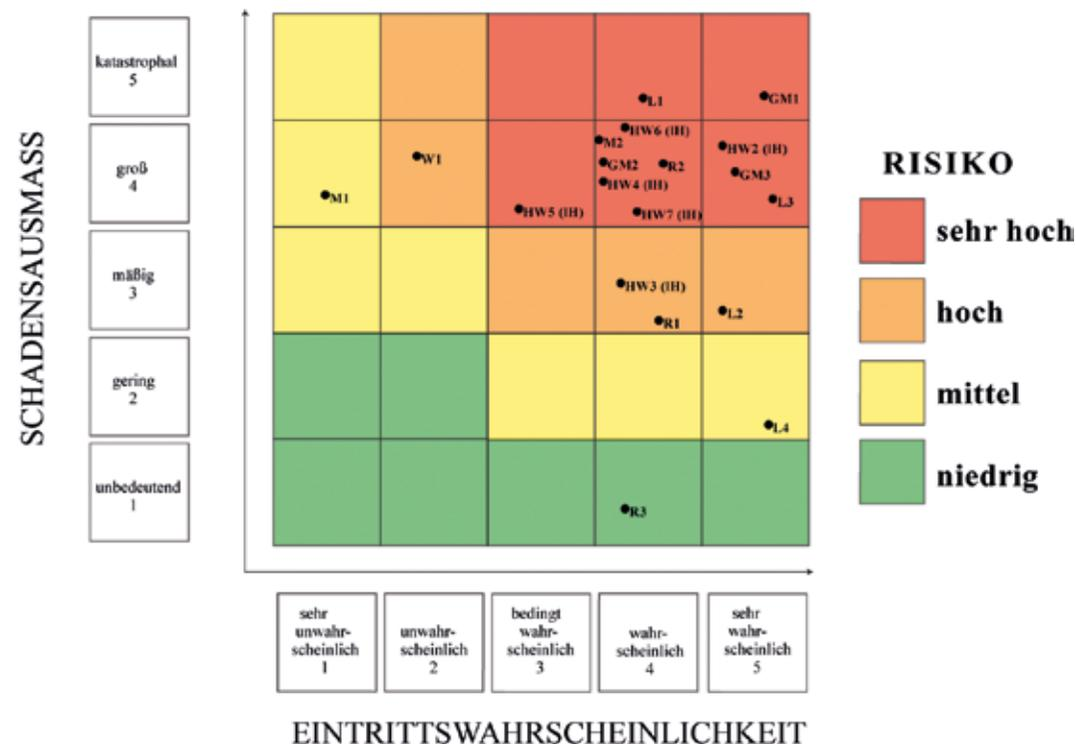 SCHADENSAUSMASS
katastrophal
5
groß
4
mäßig
3
gering
2
unbedeutend
1
L1
GM1
HW6 (IH)
M2
HW2 (IH)
W1
GM2
R2
GM3
HW4 (IH)
M1
L3
HW5 (IH)
HW7 (IH)
HW3 (IH)
L2
R1
L4
R3
RISIKO
sehr hoch
hoch
mittel
niedrig
sehr
unwahr-
scheinlich
1
unwahr-
scheinlich
2
bedingt
wahr-
scheinlich
3
wahr-
scheinlich
4
sehr
wahr-
scheinlich
5
EINTRITTSWAHRSCHEINLICHKEIT